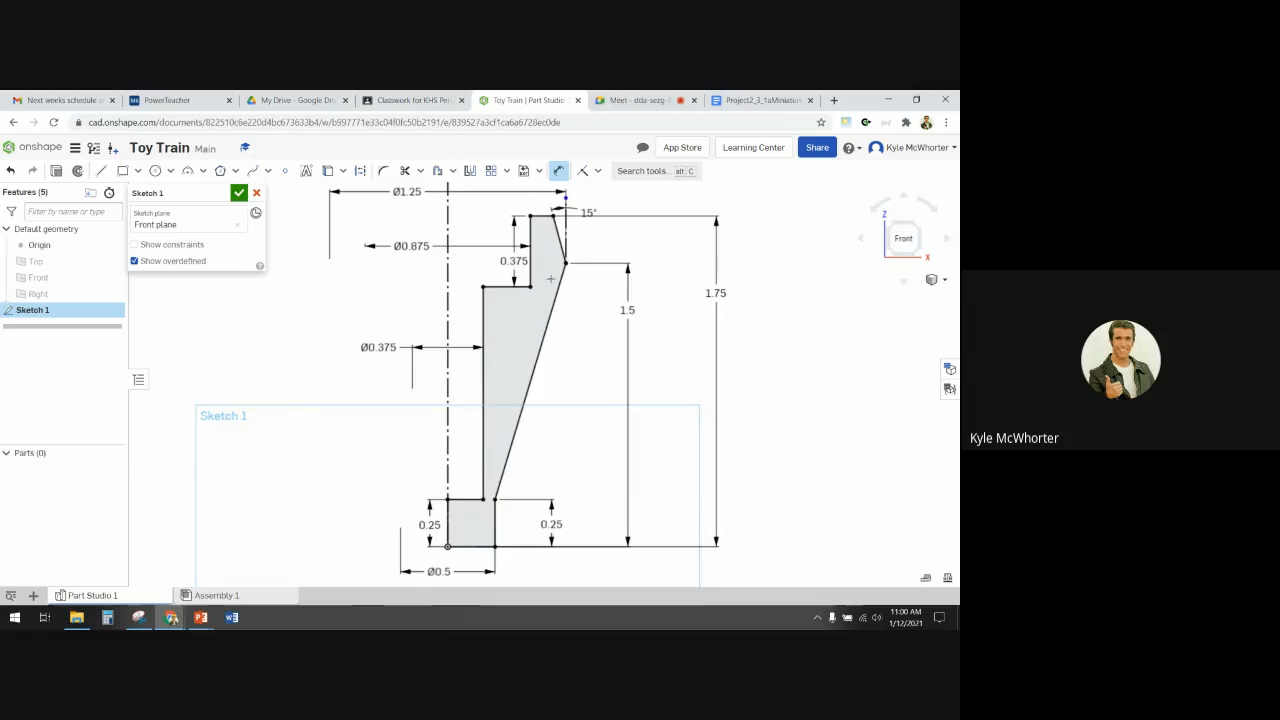 Next weeks schedule a
PowerTeacher
My Drive - Google Dri
Classwork for KHS Per
Toy Train | Part Studio
Meet - dda-sezg-f
Project2_3_1aMiniature
cad.onshape.com/documents/822510c6e220d4bc673633b4/w/b997771e33c04f0fc50b2191/e/839527a3cf1ca6a6728ec0de
onshape
Toy Train Main
App Store
Learning Center
Share
Kyle McWhorter
Search tools... alt C
Features (5)
Filter by name or type
Default geometry
Origin
Top
Front
Right
Sketch 1
Parts (0)
Sketch 1
Sketch plane
Front plane
Show constraints
Show overdefined
Ø1.25
15°
Ø0.875
0.375
1.75
1.5
Ø0.375
Sketch 1
0.25
0.25
Ø0.5
Z
Front
X
Part Studio 1
Assembly 1
11:00 AM
1/12/2021
Kyle McWhorter